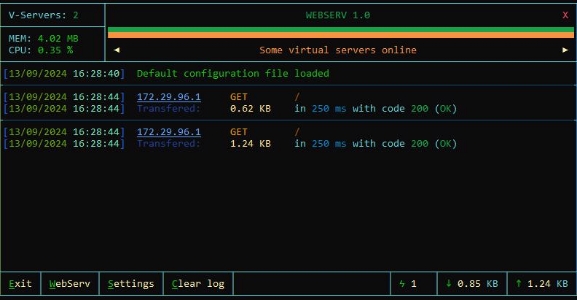 V-Servers: 2
WEBSERV 1.0
X
MEM: 4.02 MB
CPU: 0.35 %
◄ Some virtual servers online ►
[13/09/2024 16:28:40] Default configuration file loaded
[13/09/2024 16:28:44] 172.29.96.1 GET /
[13/09/2024 16:28:44] Transfered: 0.62 KB in 250 ms with code 200 (OK)
[13/09/2024 16:28:44] 172.29.96.1 GET /
[13/09/2024 16:28:44] Transfered: 1.24 KB in 250 ms with code 200 (OK)
Exit WebServ Settings Clear log ϟ 1 ↓ 0.85 KB ↑ 1.24 KB